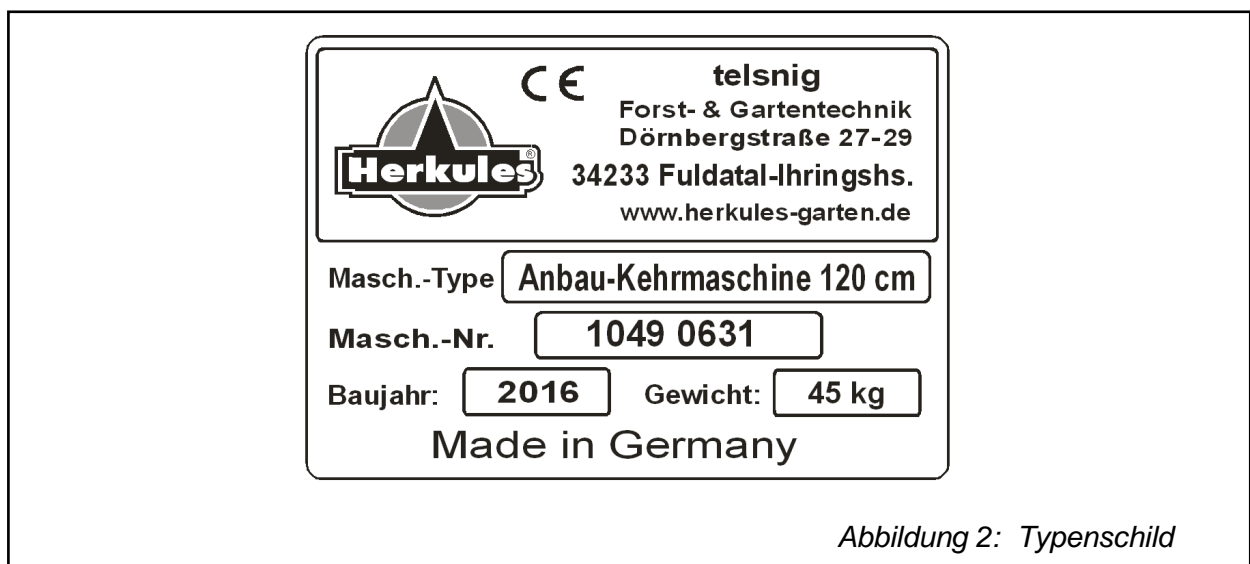 CE telsnig
Forst- & Gartentechnik
Dörnbergstraße 27-29
Herkules®
34233 Fuldatal-Ihringshs.
www.herkules-garten.de
Masch.-Type Anbau-Kehrmaschine 120 cm
Masch.-Nr. 1049 0631
Baujahr: 2016 Gewicht: 45 kg
Made in Germany
Abbildung 2: Typenschild